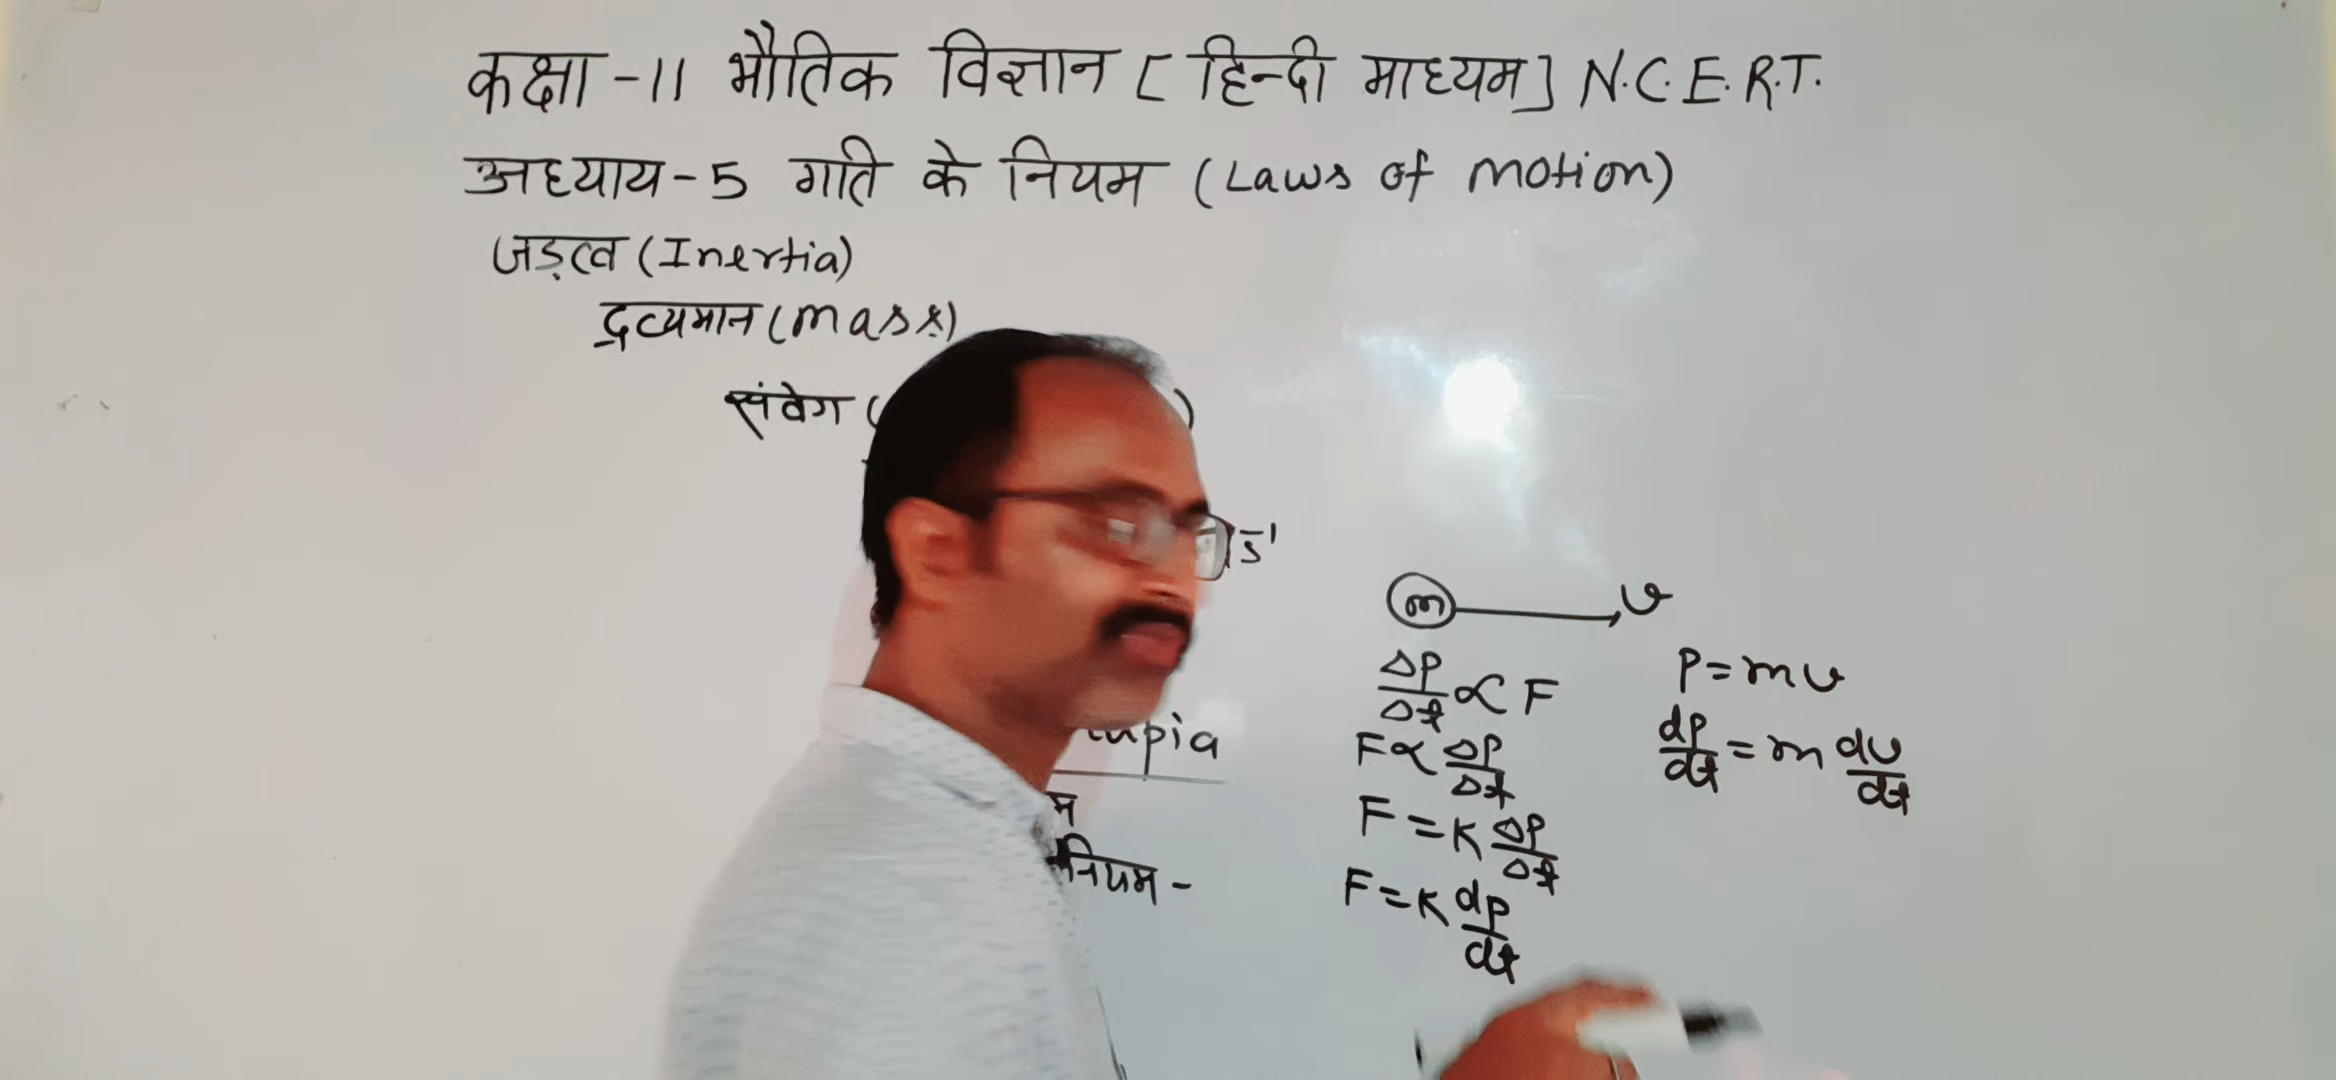 कक्षा -11 भौतिक विज्ञान [ हिन्दी माध्यम] N.C.E.R.T.
अध्याय-5 गति के नियम (Laws of motion)
जड़त्व (Inertia)
द्रव्यमान (mass)
संवेग (        )
s⁻¹
m → v
Δp/Δt ∝ F
F ∝ Δp/Δt
F = K Δp/Δt
F = K dp/dt
P = mv
dp/dt = m dv/dt
नियम -